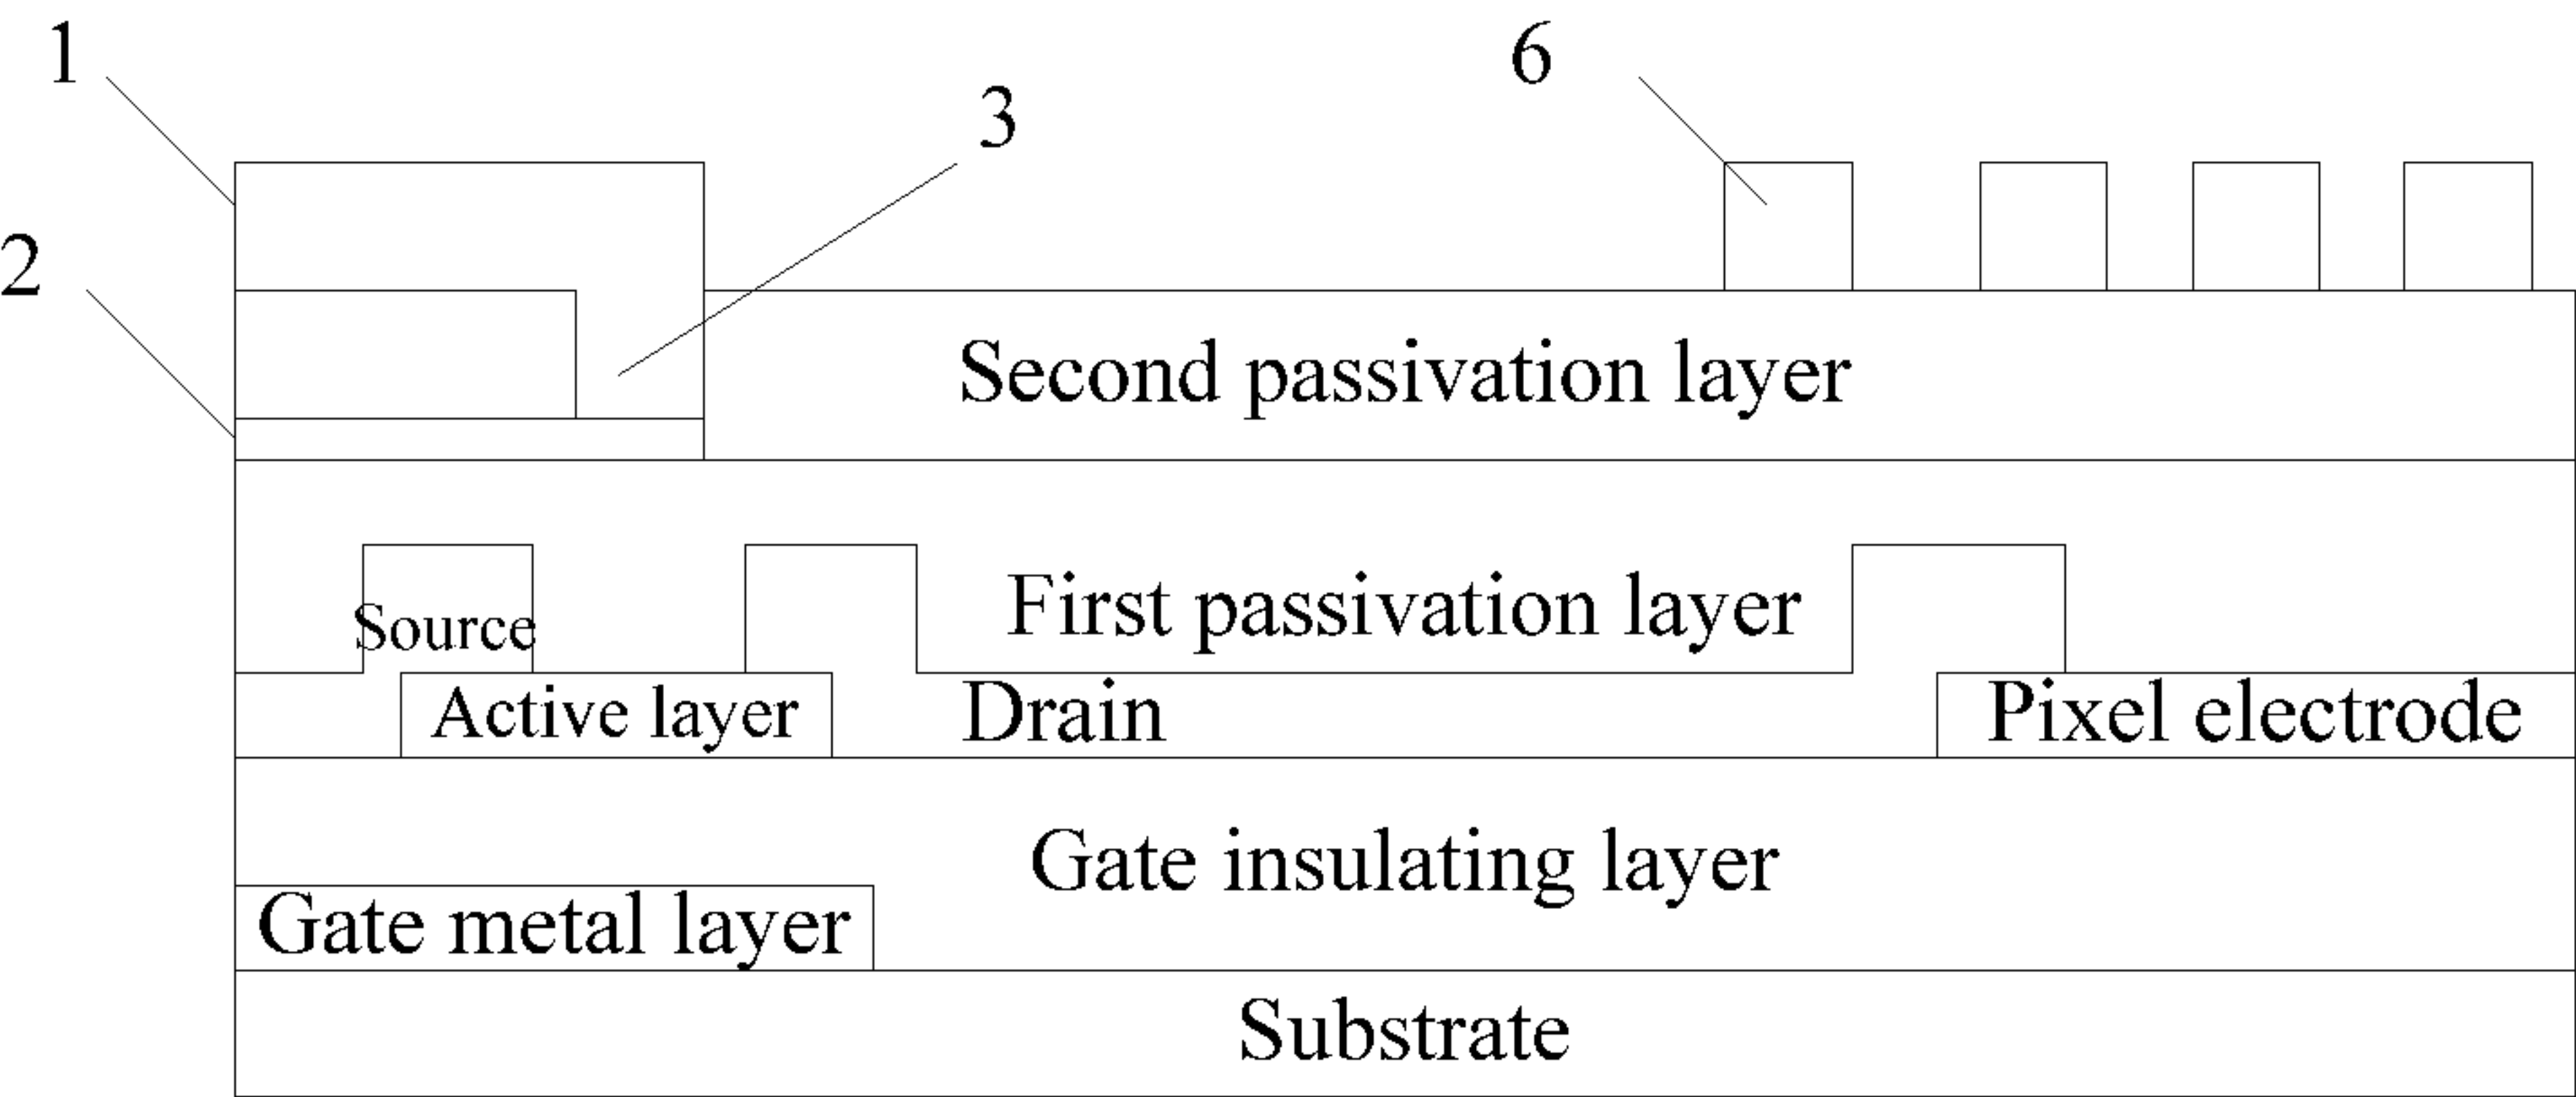 1
6
3
2
Second passivation layer
First passivation layer
Source
Active layer
Drain
Pixel electrode
Gate insulating layer
Gate metal layer
Substrate